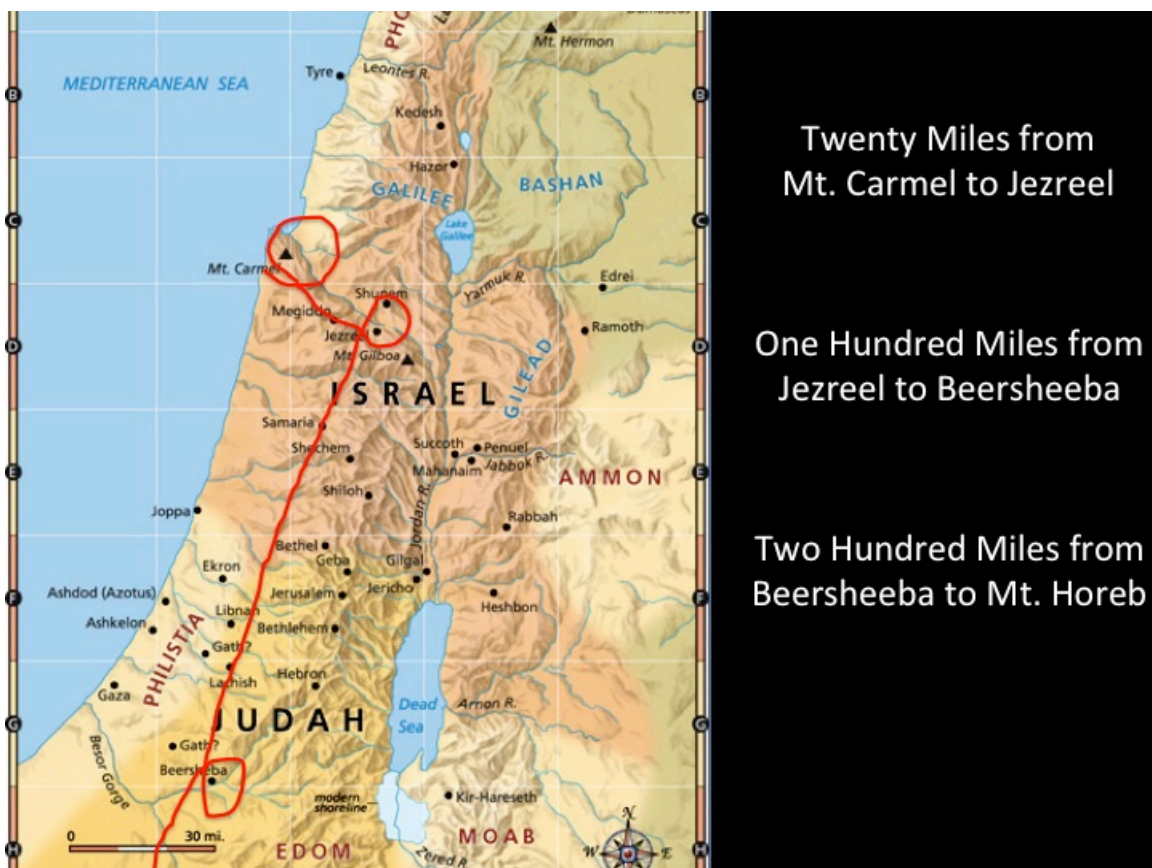 PHO
Damascus
Mt. Hermon
Tyre
Leontes R.
MEDITERRANEAN SEA
B
B
Kedesh
Hazor
GALILEE
BASHAN
C
C
Lake
Galilee
Mt. Carmel
Yarmuk R.
Edrei
Shunem
Megiddo
Jezreel
Ramoth
D
D
Mt. Gilboa
ISRAEL
GILEAD
Samaria
Shechem
Succoth
Penuel
Mahanaim
Jabbok R.
E
E
AMMON
Shiloh
Jordan R.
Joppa
Rabbah
Bethel
Geba
Gilgal
Ekron
Jericho
Ashdod (Azotus)
Jerusalem
F
F
Heshbon
Libnah
Ashkelon
Bethlehem
PHILISTIA
Gath?
Lachish
Hebron
Gaza
Dead
Sea
Arnon R.
JUDAH
G
G
Gath?
Besor Gorge
Beersheba
modern
shoreline
Kir-Hareseth
N
0 30 mi.
MOAB
W E
H
H
EDOM
Zered R.
Twenty Miles from
Mt. Carmel to Jezreel
One Hundred Miles from
Jezreel to Beersheeba
Two Hundred Miles from
Beersheeba to Mt. Horeb